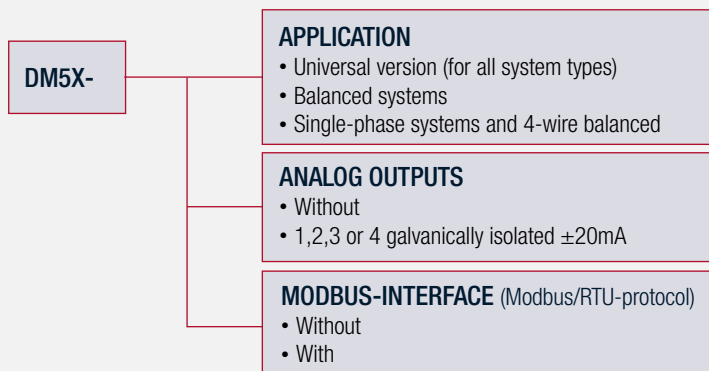 DM5X-
APPLICATION
• Universal version (for all system types)
• Balanced systems
• Single-phase systems and 4-wire balanced
ANALOG OUTPUTS
• Without
• 1,2,3 or 4 galvanically isolated ±20mA
MODBUS-INTERFACE (Modbus/RTU-protocol)
• Without
• With